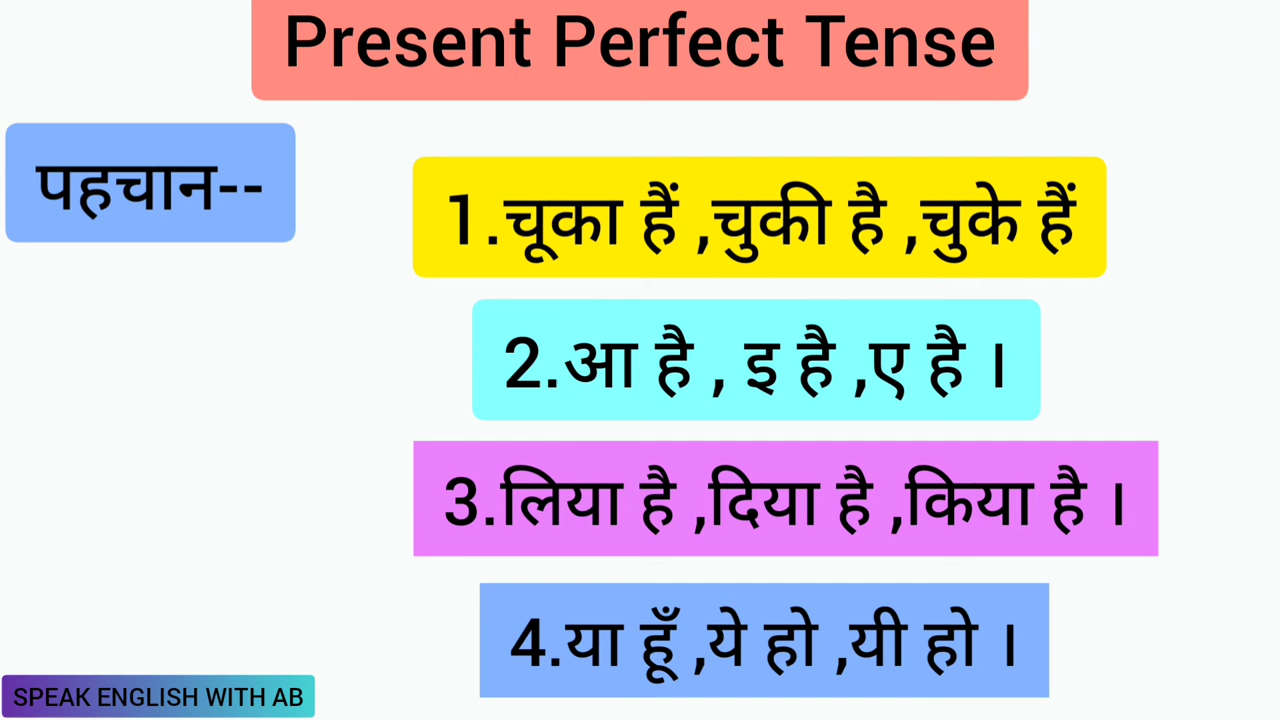 Present Perfect Tense
पहचान--
1.चूका हैं ,चुकी है ,चुके हैं
2.आ है , इ है ,ए है ।
3.लिया है ,दिया है ,किया है ।
4.या हूँ ,ये हो ,यी हो ।
SPEAK ENGLISH WITH AB